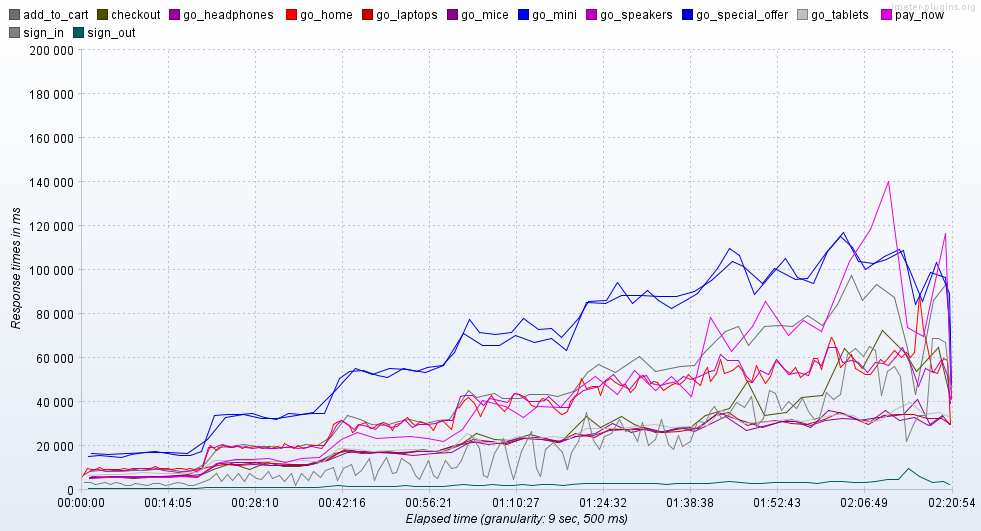 add_to_cart checkout go_headphones go_home go_laptops go_mice go_mini go_speakers go_special_offer go_tablets pay_now
jmeter-plugins.org
sign_in sign_out
200 000
180 000
160 000
140 000
120 000
100 000
80 000
60 000
40 000
20 000
0
Response times in ms
00:00:00 00:14:05 00:28:10 00:42:16 00:56:21 01:10:27 01:24:32 01:38:38 01:52:43 02:06:49 02:20:54
Elapsed time (granularity: 9 sec, 500 ms)